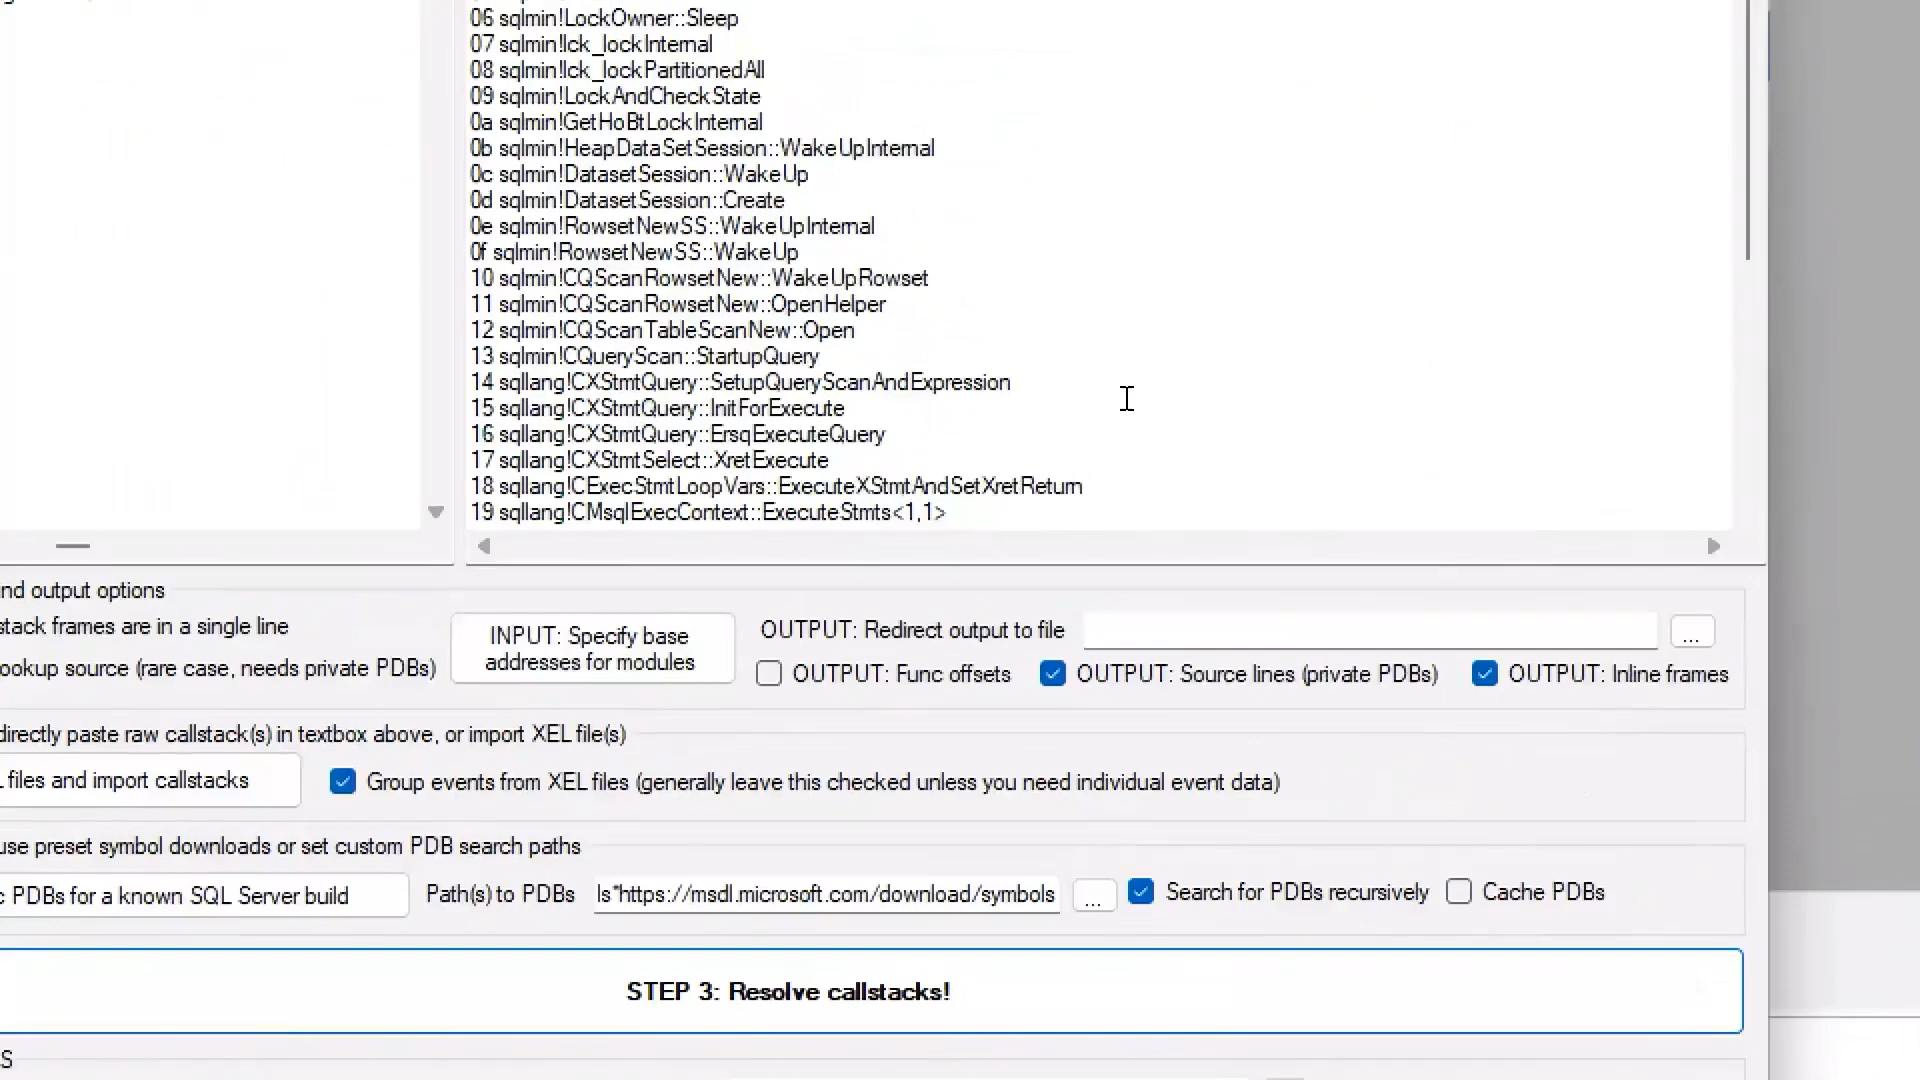 06 sqlmin!LockOwner::Sleep
07 sqlmin!lck_lockInternal
08 sqlmin!lck_lockPartitionedAll
09 sqlmin!LockAndCheckState
0a sqlmin!GetHoBtLockInternal
0b sqlmin!HeapDataSetSession::WakeUpInternal
0c sqlmin!DatasetSession::WakeUp
0d sqlmin!DatasetSession::Create
0e sqlmin!RowsetNewSS::WakeUpInternal
0f sqlmin!RowsetNewSS::WakeUp
10 sqlmin!CQScanRowsetNew::WakeUpRowset
11 sqlmin!CQScanRowsetNew::OpenHelper
12 sqlmin!CQScanTableScanNew::Open
13 sqlmin!CQueryScan::StartupQuery
14 sqllang!CXStmtQuery::SetupQueryScanAndExpression
15 sqllang!CXStmtQuery::InitForExecute
16 sqllang!CXStmtQuery::ErsqExecuteQuery
17 sqllang!CXStmtSelect::XretExecute
18 sqllang!CExecStmtLoopVars::ExecuteXStmtAndSetXretReturn
19 sqllang!CMsqlExecContext::ExecuteStmts<1,1>
nd output options
stack frames are in a single line
ookup source (rare case, needs private PDBs)
INPUT: Specify base
addresses for modules
OUTPUT: Redirect output to file
...
OUTPUT: Func offsets
OUTPUT: Source lines (private PDBs)
OUTPUT: Inline frames
directly paste raw callstack(s) in textbox above, or import XEL file(s)
files and import callstacks
Group events from XEL files (generally leave this checked unless you need individual event data)
use preset symbol downloads or set custom PDB search paths
c PDBs for a known SQL Server build
Path(s) to PDBs
ls*https://msdl.microsoft.com/download/symbols
...
Search for PDBs recursively
Cache PDBs
STEP 3: Resolve callstacks!
S